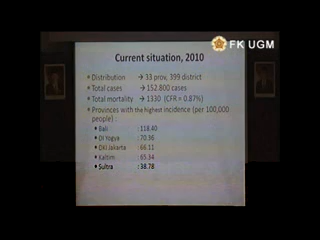 FK UGM
Current situation, 2010
• Distribution → 33 prov, 399 district
• Total cases → 152.800 cases
• Total mortality → 1330 (CFR = 0.87%)
• Provinces with the highest incidence (per 100,000
people) :
• Bali : 118.40
• DI Yogya : 70.36
• DKI Jakarta : 66.11
• Kaltim : 65.34
• Sultra : 38.78